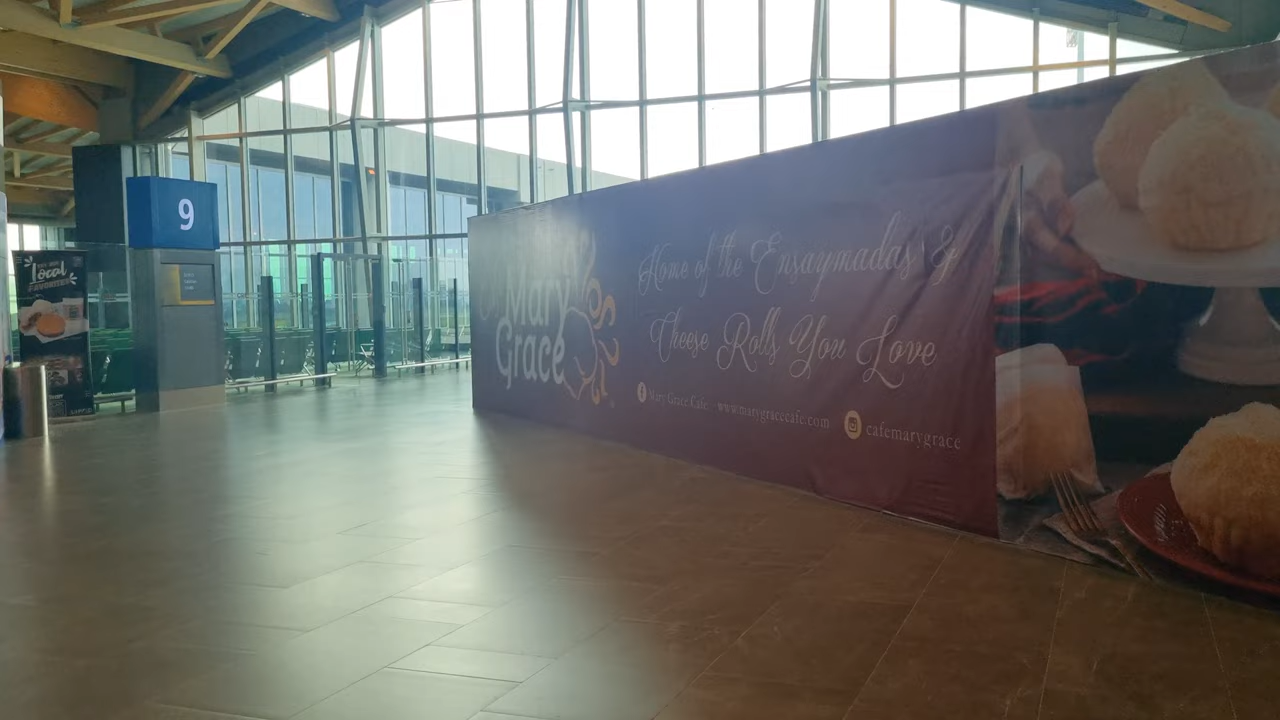 9
Local
FAVORITES
Mary
Grace
Home of the Ensaymadas &
Cheese Rolls You Love
Mary Grace Cafe www.marygracecafe.com cafemarygrace